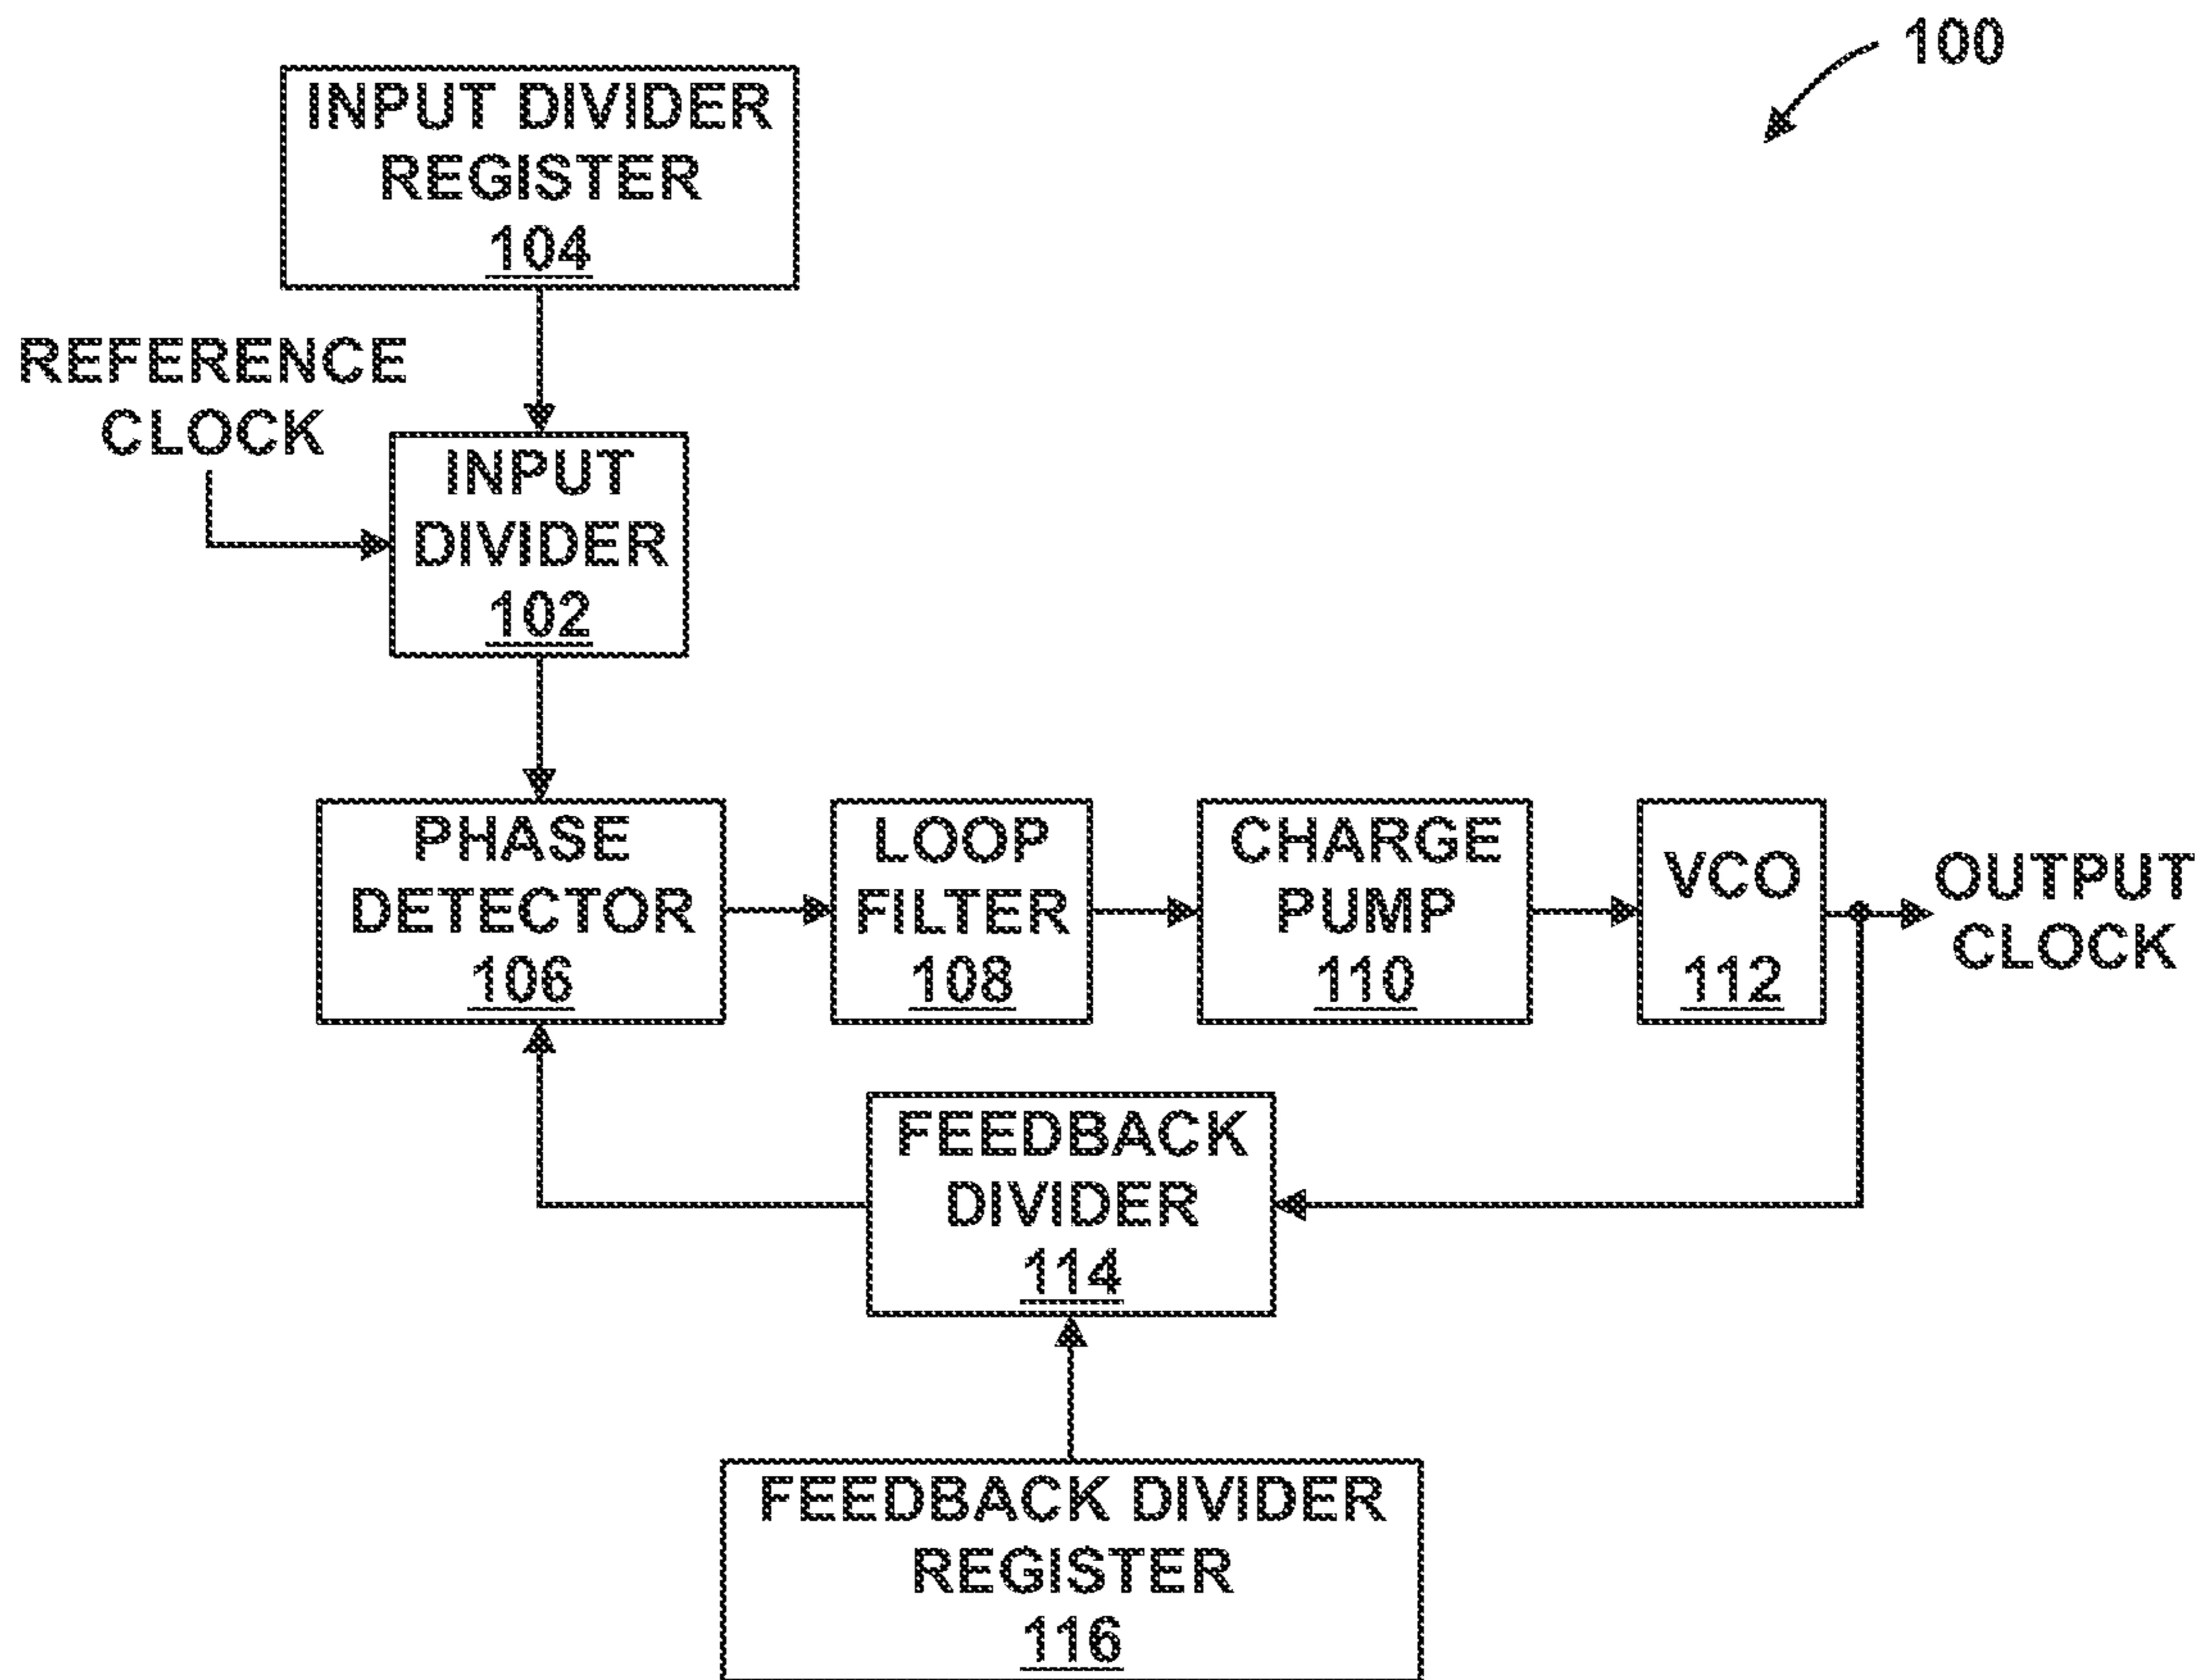 100
INPUT DIVIDER
REGISTER
104
REFERENCE
CLOCK
INPUT
DIVIDER
102
PHASE
DETECTOR
106
LOOP
FILTER
108
CHARGE
PUMP
110
VCO
112
OUTPUT
CLOCK
FEEDBACK
DIVIDER
114
FEEDBACK DIVIDER
REGISTER
116